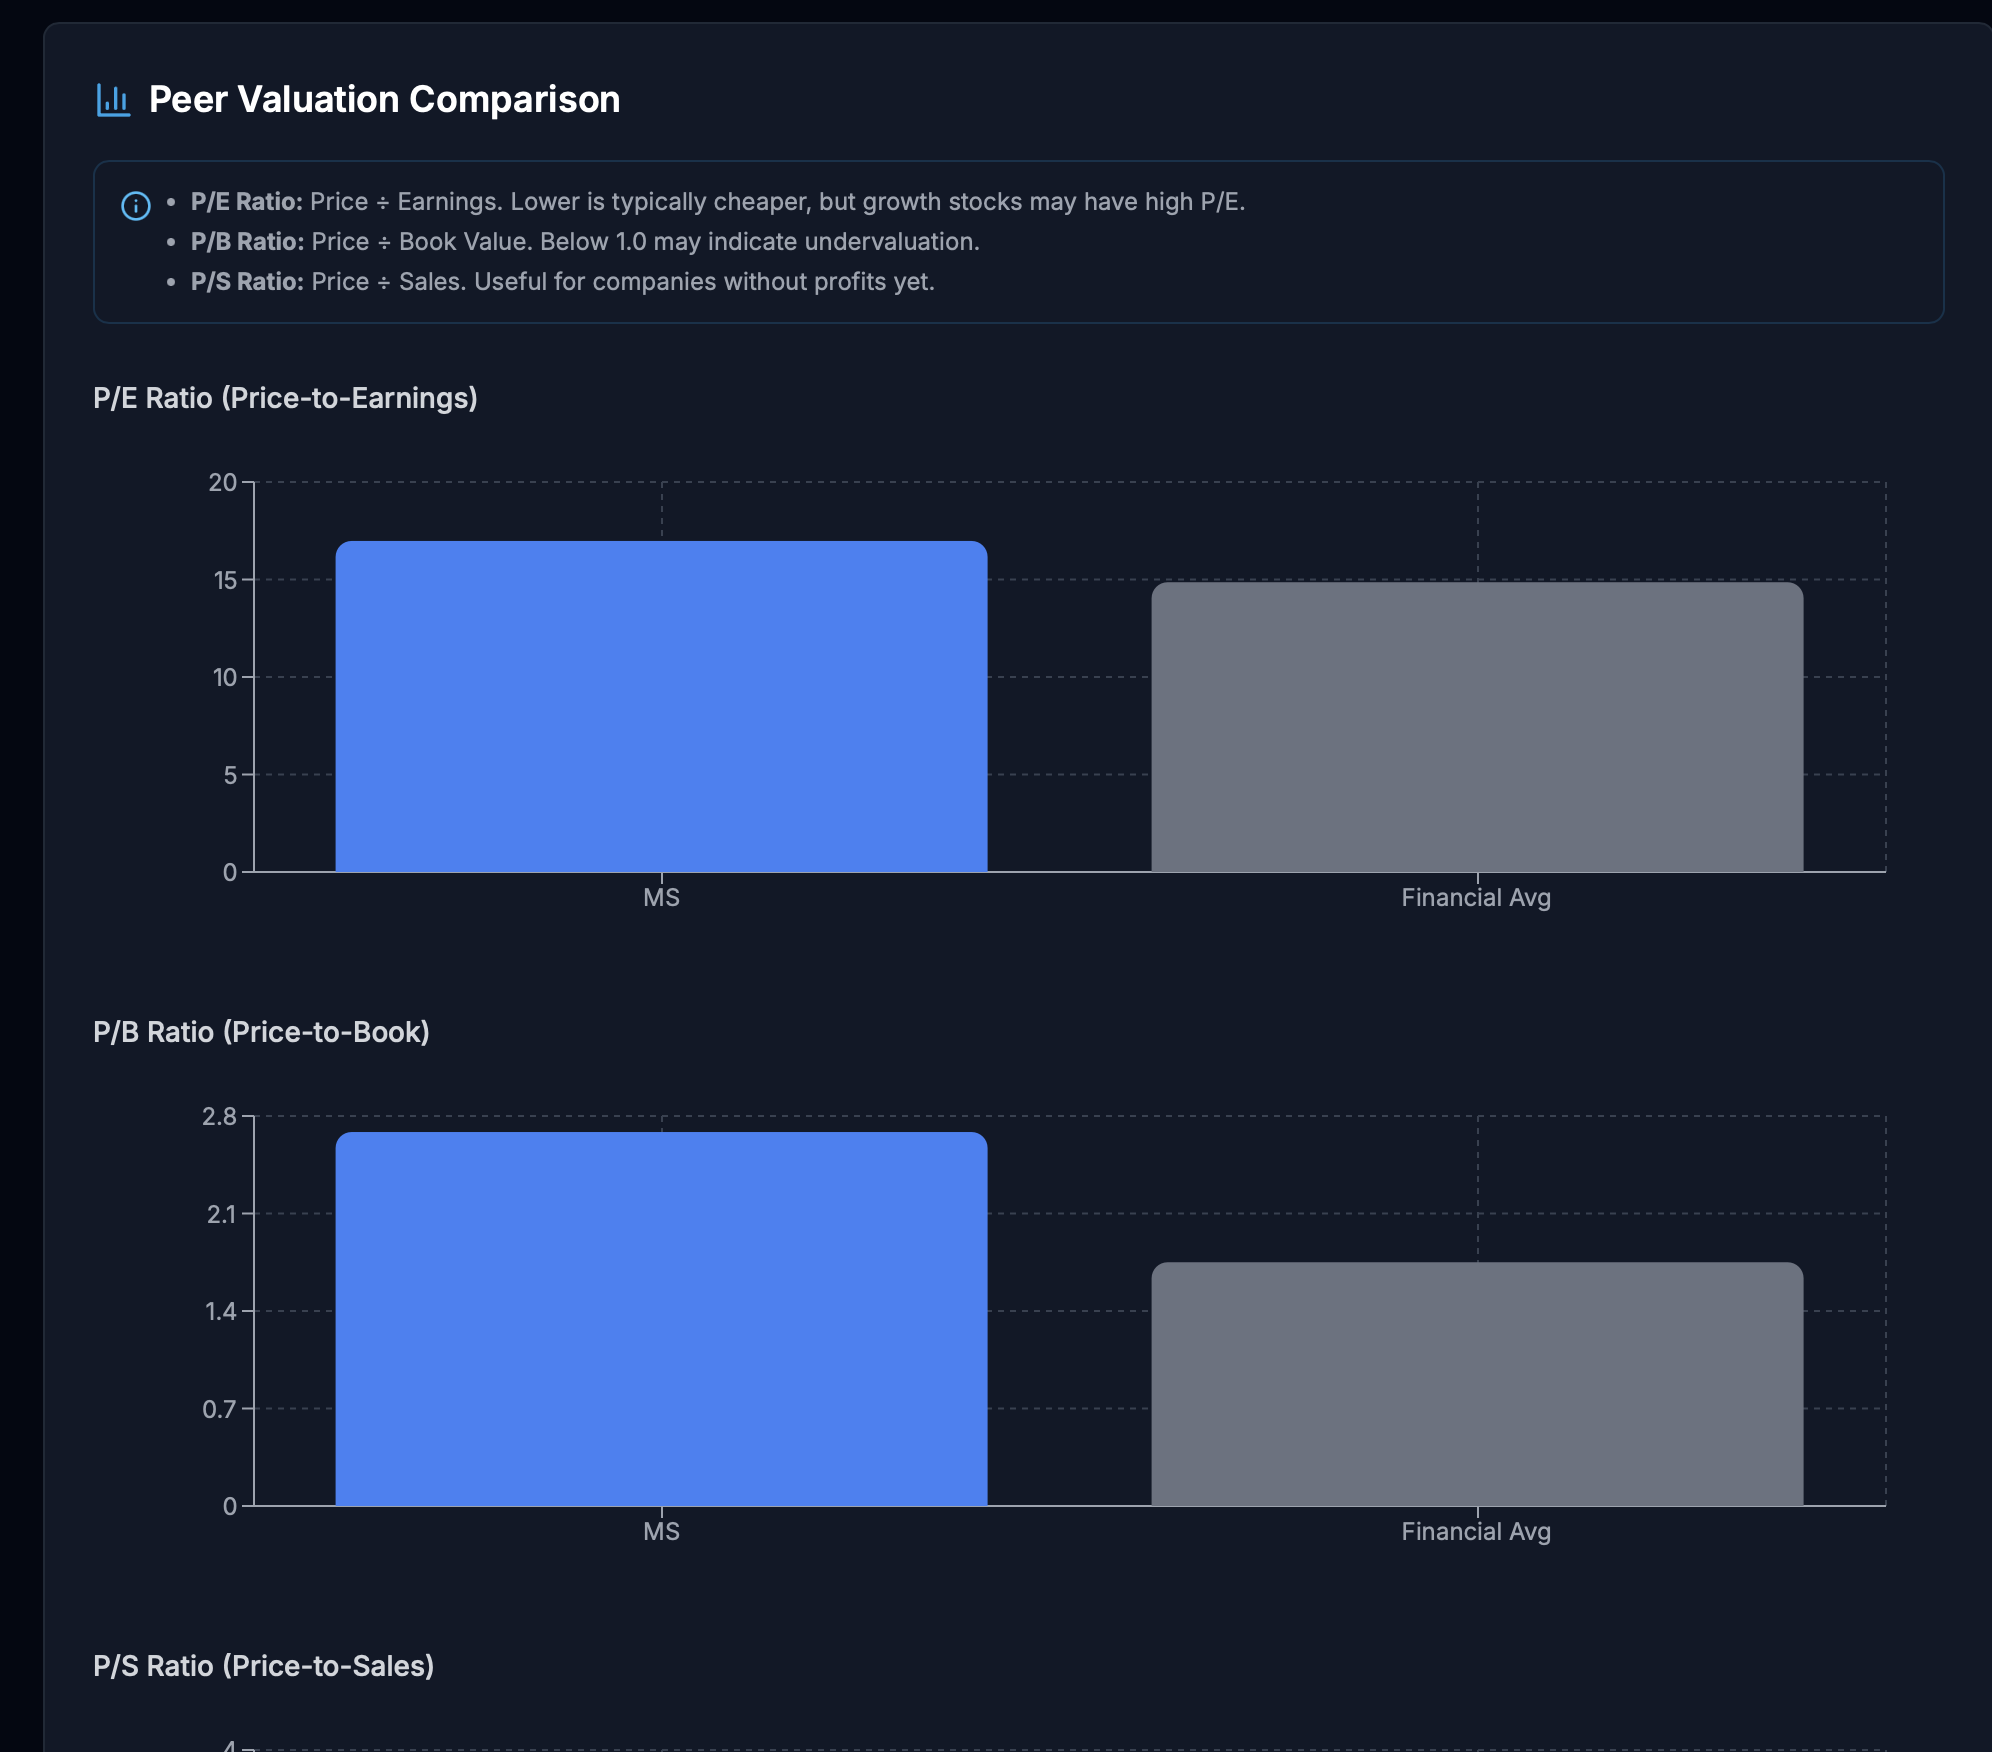 Peer Valuation Comparison
• P/E Ratio: Price ÷ Earnings. Lower is typically cheaper, but growth stocks may have high P/E.
• P/B Ratio: Price ÷ Book Value. Below 1.0 may indicate undervaluation.
• P/S Ratio: Price ÷ Sales. Useful for companies without profits yet.
P/E Ratio (Price-to-Earnings)
20
15
10
5
0
MS Financial Avg
P/B Ratio (Price-to-Book)
2.8
2.1
1.4
0.7
0
MS Financial Avg
P/S Ratio (Price-to-Sales)
4